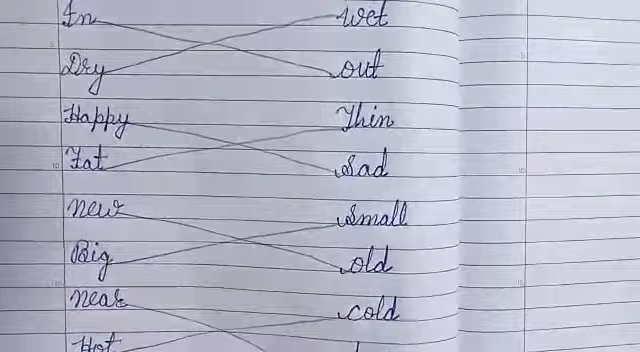 In wet
Dry out
Happy Thin
Fat Sad
new Small
Big old
near cold
Hot